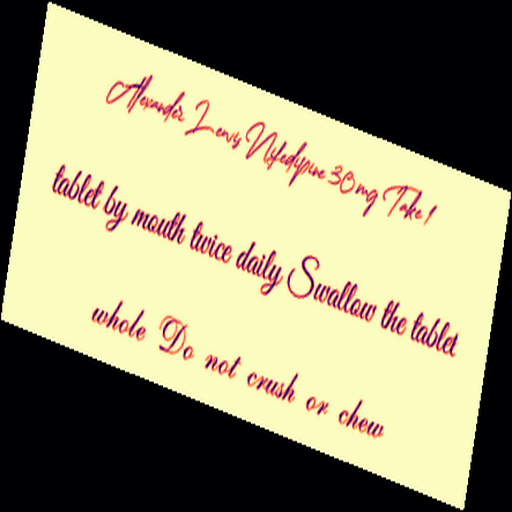 Alexander Lewis Nifedipine 30 mg Take 1
tablet by mouth twice daily Swallow the tablet
whole Do not crush or chew